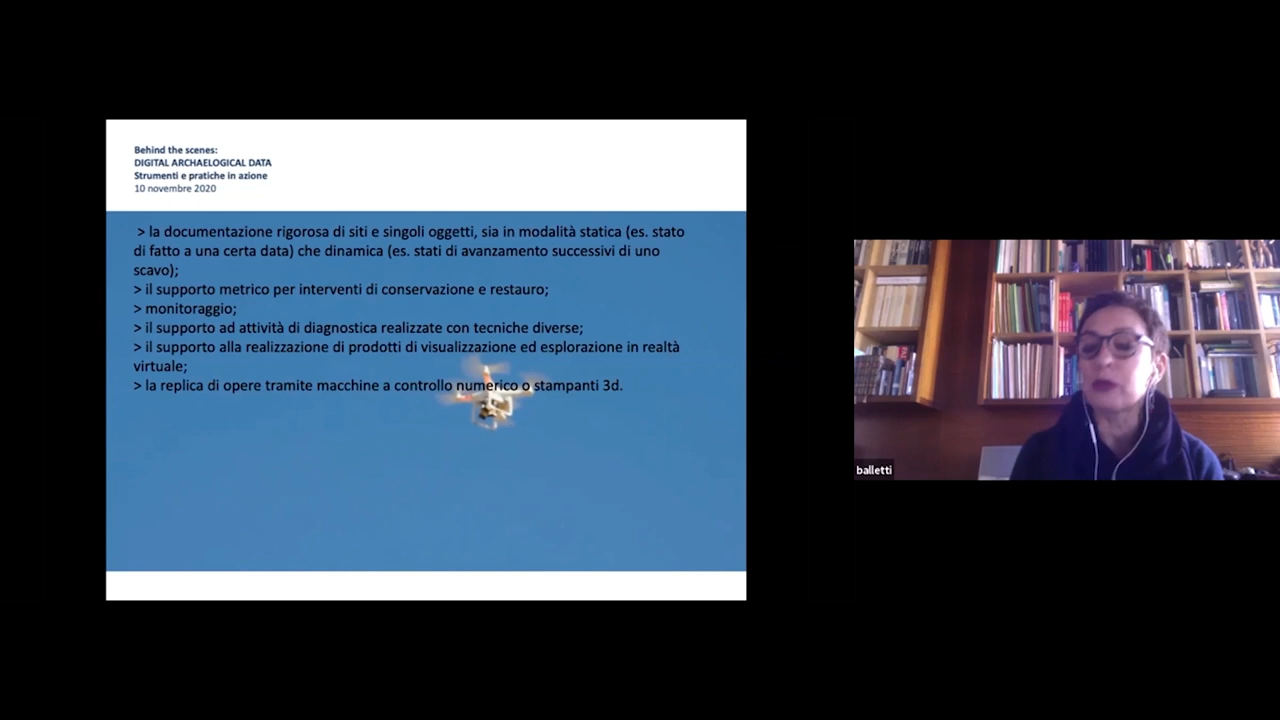 Behind the scenes:
DIGITAL ARCHAELOGICAL DATA
Strumenti e pratiche in azione
10 novembre 2020
> la documentazione rigorosa di siti e singoli oggetti, sia in modalità statica (es. stato
di fatto a una certa data) che dinamica (es. stati di avanzamento successivi di uno
scavo);
> il supporto metrico per interventi di conservazione e restauro;
> monitoraggio;
> il supporto ad attività di diagnostica realizzate con tecniche diverse;
> il supporto alla realizzazione di prodotti di visualizzazione ed esplorazione in realtà
virtuale;
> la replica di opere tramite macchine a controllo numerico o stampanti 3d.
balletti